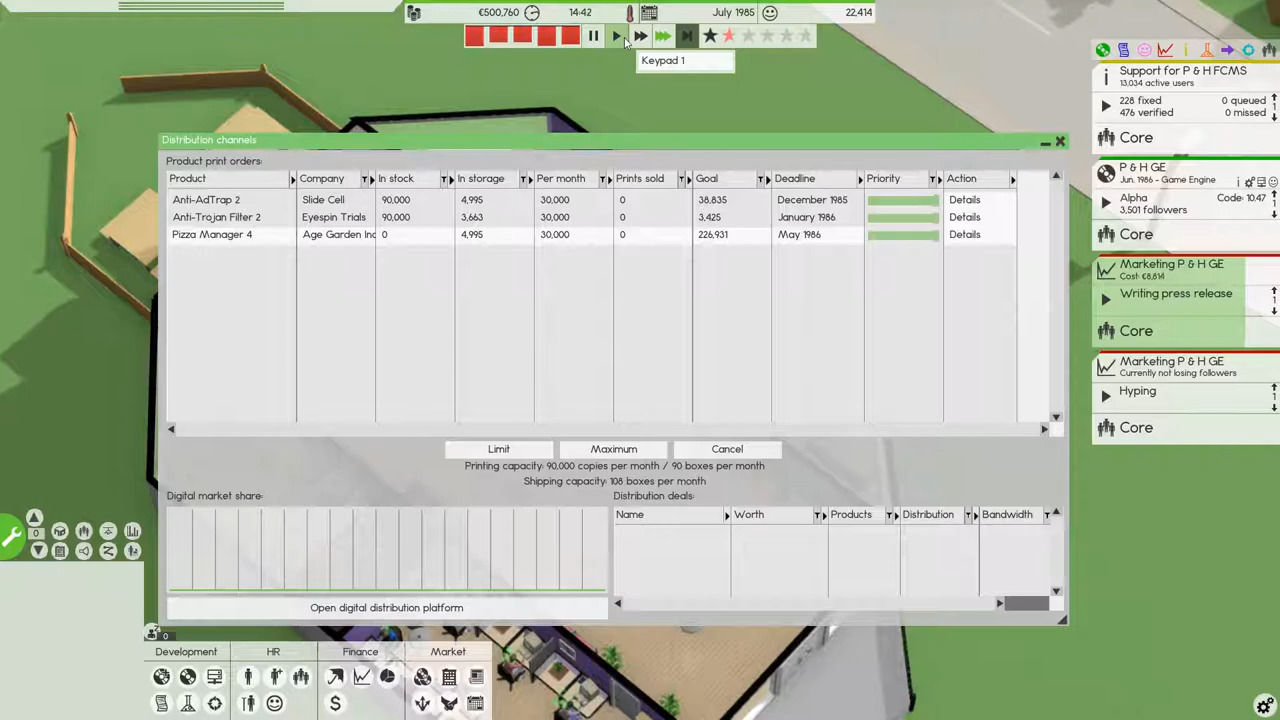 €500,760 14:42 July 1985 22,414
Keypad 1
Support for P & H FCMS
13,034 active users
228 fixed 0 queued
476 verified 0 missed
1
Core
P & H GE
Jun. 1986 - Game Engine
Alpha Code: 10.47
3,501 followers
1
Core
Marketing P & H GE
Cost: €8,814
Writing press release
1
Core
Marketing P & H GE
Currently not losing followers
Hyping
1
Core
Distribution channels
Product print orders:
Product Company In stock In storage Per month Prints sold Goal Deadline Priority Action
Anti-AdTrap 2 Slide Cell 90,000 4,995 30,000 0 38,835 December 1985 Details
Anti-Trojan Filter 2 Eyespin Trials 90,000 3,663 30,000 0 3,425 January 1986 Details
Pizza Manager 4 Age Garden Inc 0 4,995 30,000 0 226,931 May 1986 Details
Limit Maximum Cancel
Printing capacity: 90,000 copies per month / 90 boxes per month
Shipping capacity: 108 boxes per month
Digital market share:
Distribution deals:
Name Worth Products Distribution Bandwidth
Open digital distribution platform
0
0
Development HR Finance Market